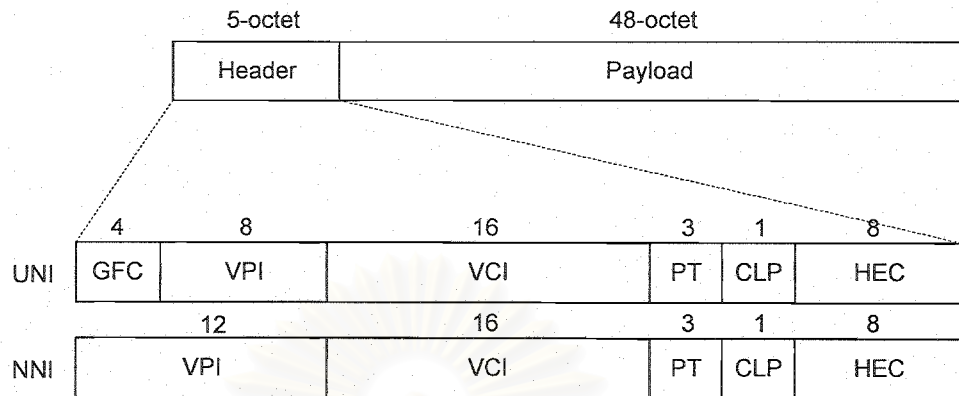 5-octet 48-octet
Header Payload
4 8 16 3 1 8
UNI GFC VPI VCI PT CLP HEC
12 16 3 1 8
NNI VPI VCI PT CLP HEC